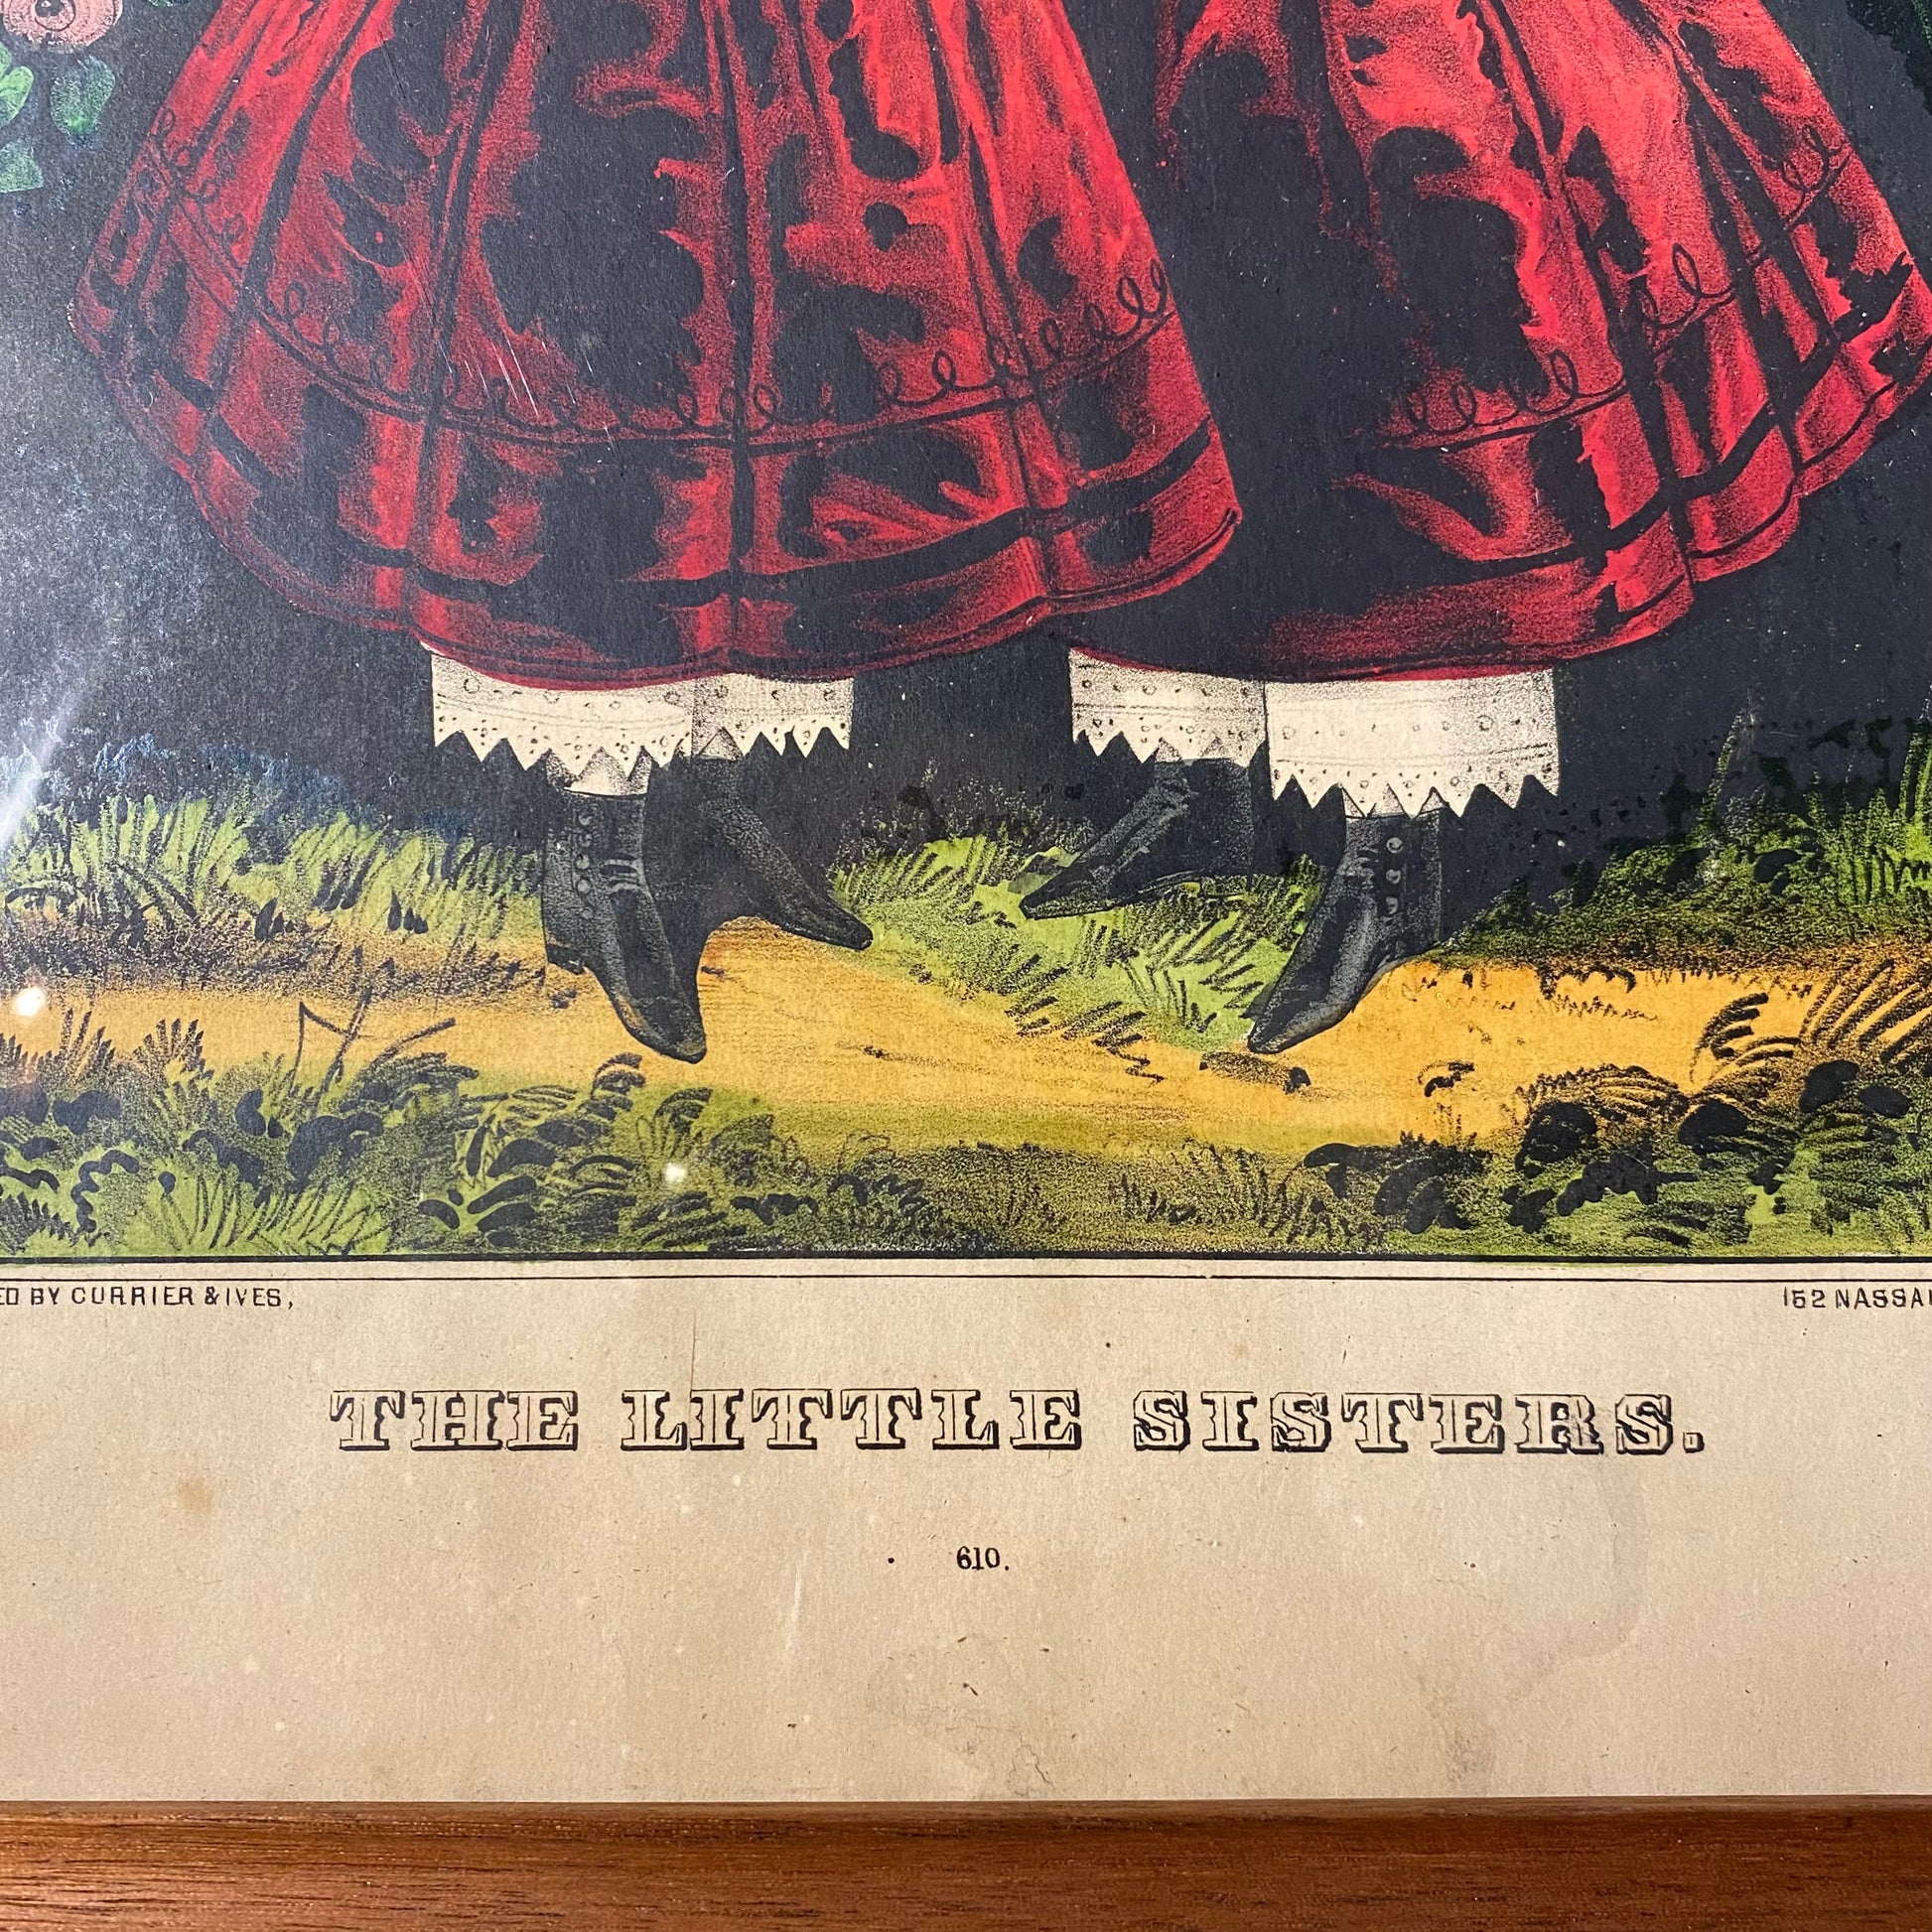 ED BY CURRIER & IVES,
152 NASSAU
THE LITTLE SISTERS.
610.